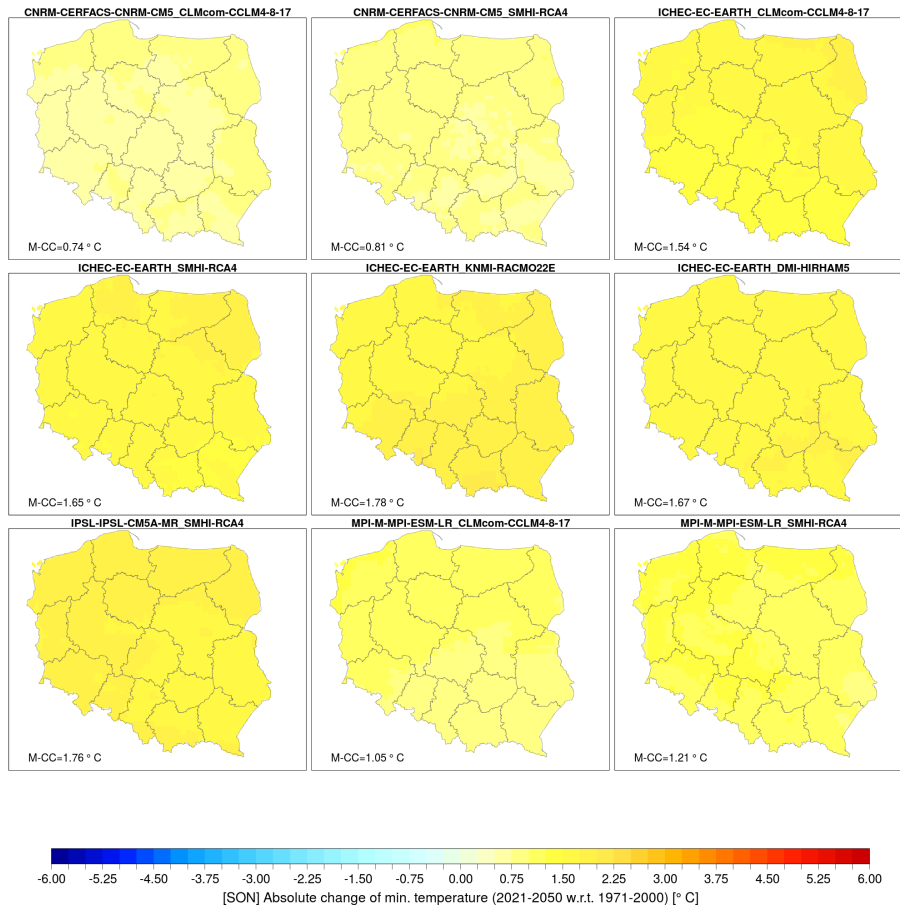 CNRM-CERFACS-CNRM-CM5_CLMcom-CCLM4-8-17
CNRM-CERFACS-CNRM-CM5_SMHI-RCA4
ICHEC-EC-EARTH_CLMcom-CCLM4-8-17
M-CC=0.74 ° C
M-CC=0.81 ° C
M-CC=1.54 ° C
ICHEC-EC-EARTH_SMHI-RCA4
ICHEC-EC-EARTH_KNMI-RACMO22E
ICHEC-EC-EARTH_DMI-HIRHAM5
M-CC=1.65 ° C
M-CC=1.78 ° C
M-CC=1.67 ° C
IPSL-IPSL-CM5A-MR_SMHI-RCA4
MPI-M-MPI-ESM-LR_CLMcom-CCLM4-8-17
MPI-M-MPI-ESM-LR_SMHI-RCA4
M-CC=1.76 ° C
M-CC=1.05 ° C
M-CC=1.21 ° C
-6.00 -5.25 -4.50 -3.75 -3.00 -2.25 -1.50 -0.75 0.00 0.75 1.50 2.25 3.00 3.75 4.50 5.25 6.00
[SON] Absolute change of min. temperature (2021-2050 w.r.t. 1971-2000) [° C]